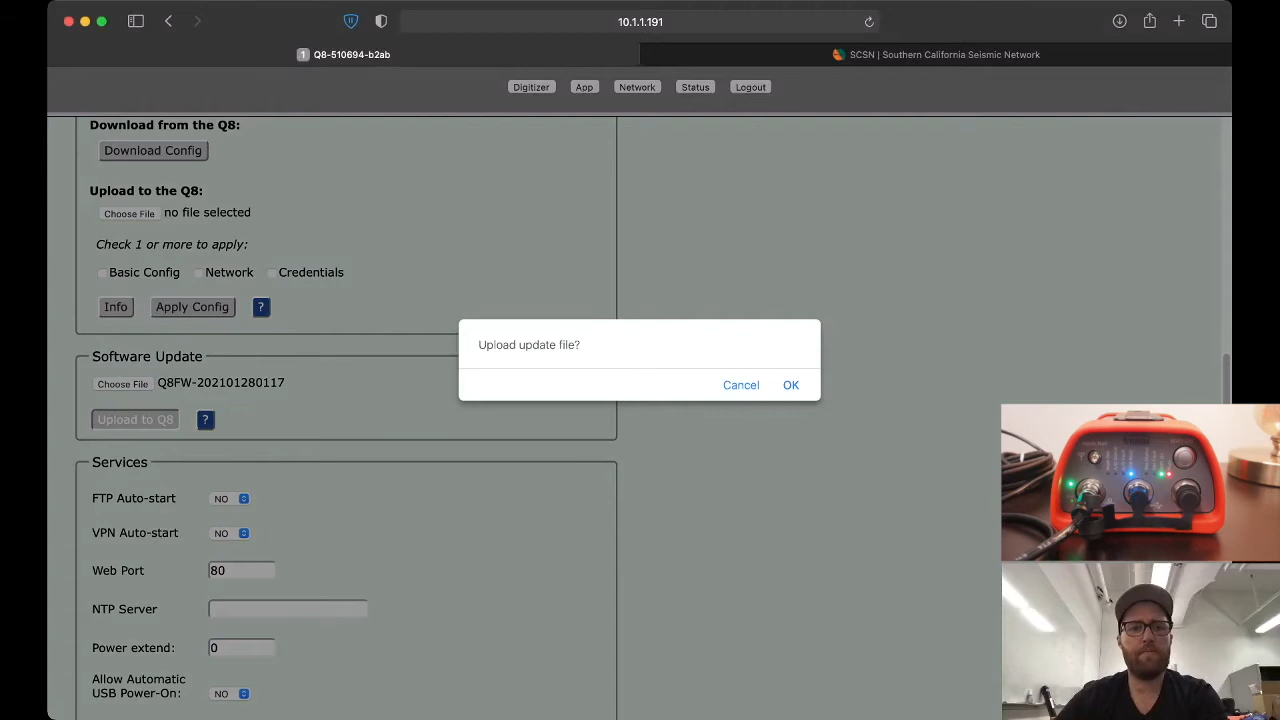 10.1.1.191
1 Q8-510694-b2ab
SCSN | Southern California Seismic Network
Digitizer App Network Status Logout
Download from the Q8:
Download Config
Upload to the Q8:
Choose File no file selected
Check 1 or more to apply:
Basic Config Network Credentials
Info Apply Config ?
Upload update file?
Cancel OK
Software Update
Choose File Q8FW-202101280117
Upload to Q8 ?
Services
FTP Auto-start NO
VPN Auto-start NO
Web Port 80
NTP Server
Power extend: 0
Allow Automatic
USB Power-On: NO